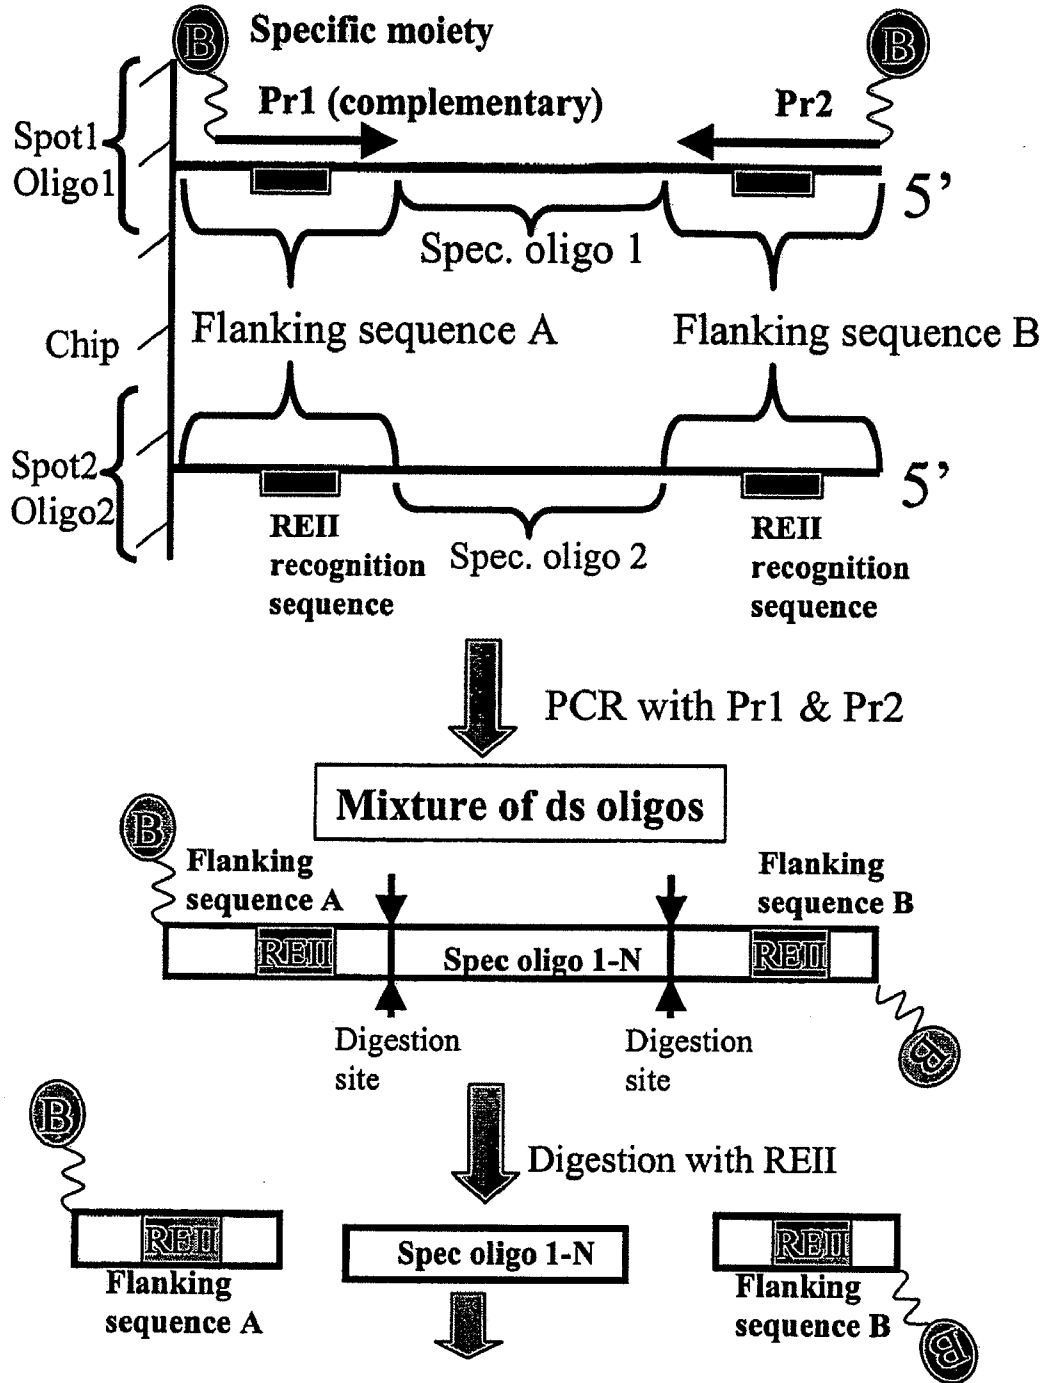 B
Specific moiety
B
Pr1 (complementary)
Pr2
Spot1
Oligo1
5’
Spec. oligo 1
Chip
Flanking sequence A
Flanking sequence B
Spot2
Oligo2
5’
REII
recognition
sequence
Spec. oligo 2
REII
recognition
sequence
PCR with Pr1 & Pr2
Mixture of ds oligos
B
Flanking
sequence A
Flanking
sequence B
REII
Spec oligo 1-N
REII
Digestion
site
Digestion
site
B
B
Digestion with REII
REII
Spec oligo 1-N
REII
Flanking
sequence A
Flanking
sequence B
B